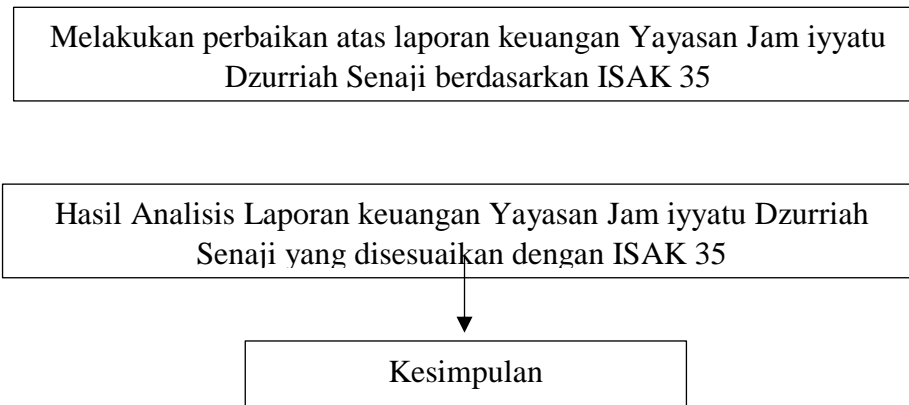 Melakukan perbaikan atas laporan keuangan Yayasan Jam iyyatu
Dzurriah Senaji berdasarkan ISAK 35
Hasil Analisis Laporan keuangan Yayasan Jam iyyatu Dzurriah
Senaji yang disesuaikan dengan ISAK 35
Kesimpulan